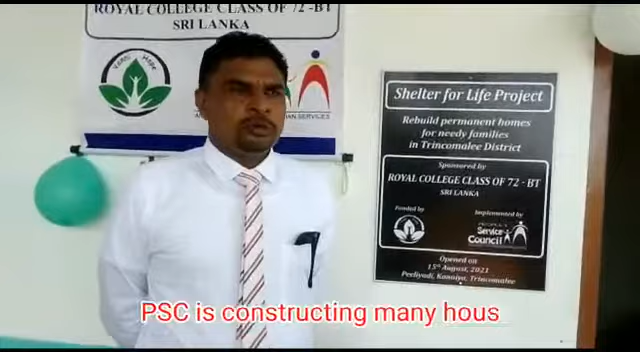 ROYAL COLLEGE CLASS OF 72 -BT
SRI LANKA
Shelter for Life Project
Rebuild permanent homes
for needy families
in Trincomalee District
Sponsored by
ROYAL COLLEGE CLASS OF 72 - BT
SRI LANKA
Funded by
Implemented by
Service
Council
Opened on
15th August, 2021
Peeliyadi, Kanniya, Trincomalee
PSC is constructing many hous